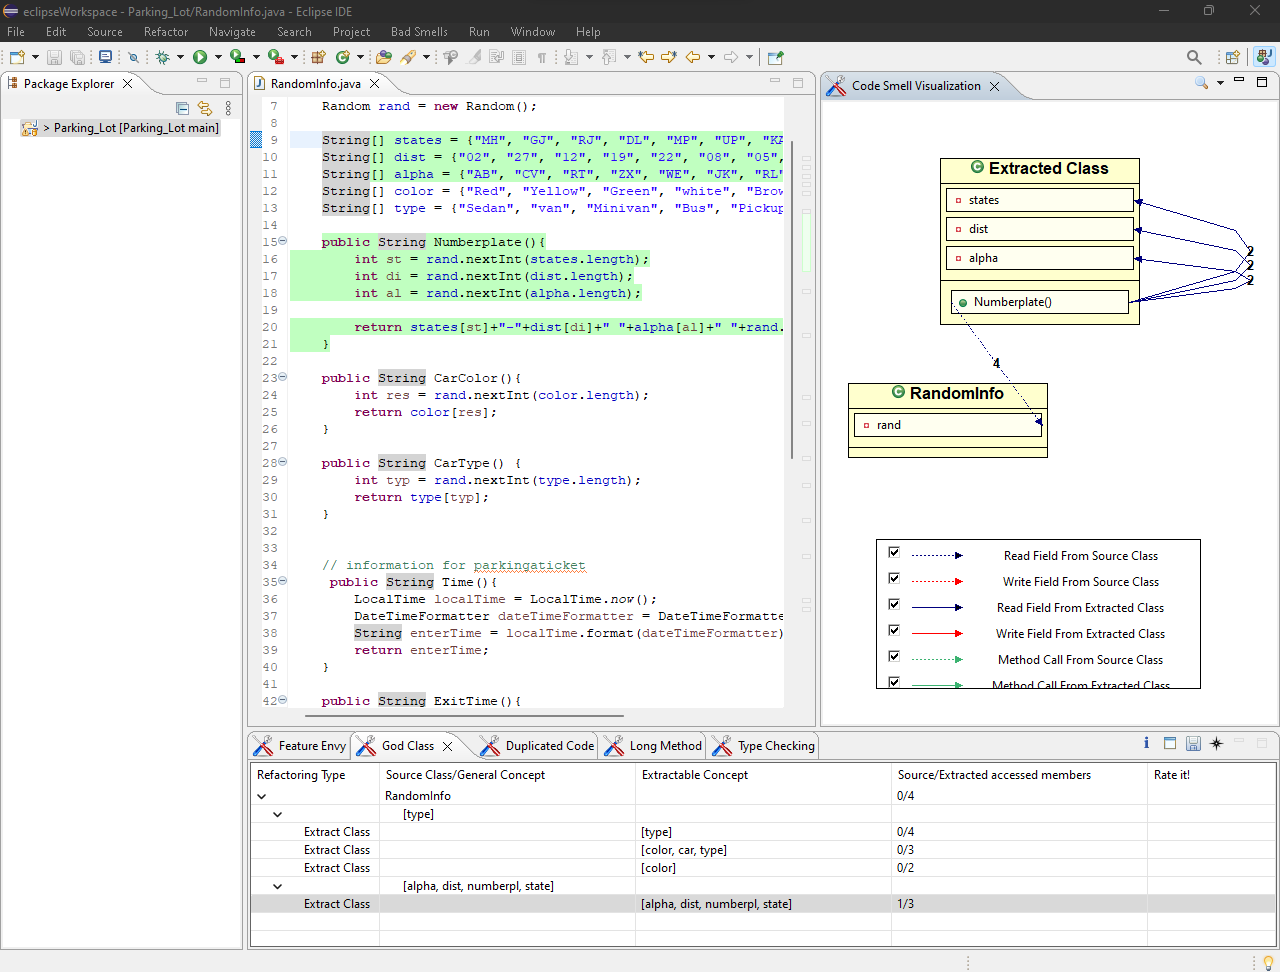 eclipseWorkspace - Parking_Lot/RandomInfo.java - Eclipse IDE
File Edit Source Refactor Navigate Search Project Bad Smells Run Window Help
Package Explorer
> Parking_Lot [Parking_Lot main]
RandomInfo.java
7 Random rand = new Random();
8
9 String[] states = {"MH", "GJ", "RJ", "DL", "MP", "UP", "KA
10 String[] dist = {"02", "27", "12", "19", "22", "08", "05",
11 String[] alpha = {"AB", "CV", "RT", "ZX", "WE", "JK", "RL"
12 String[] color = {"Red", "Yellow", "Green", "white", "Brow
13 String[] type = {"Sedan", "van", "Minivan", "Bus", "Pickup
14
15 public String Numberplate(){
16 int st = rand.nextInt(states.length);
17 int di = rand.nextInt(dist.length);
18 int al = rand.nextInt(alpha.length);
19
20 return states[st]+"-"+dist[di]+" "+alpha[al]+" "+rand.
21 }
22
23 public String CarColor(){
24 int res = rand.nextInt(color.length);
25 return color[res];
26 }
27
28 public String CarType() {
29 int typ = rand.nextInt(type.length);
30 return type[typ];
31 }
32
33
34 // information for parkingaticket
35 public String Time(){
36 LocalTime localTime = LocalTime.now();
37 DateTimeFormatter dateTimeFormatter = DateTimeFormatte
38 String enterTime = localTime.format(dateTimeFormatter)
39 return enterTime;
40 }
41
42 public String ExitTime(){
Code Smell Visualization
Extracted Class
states
dist
alpha
Numberplate()
2
2
2
4
RandomInfo
rand
Read Field From Source Class
Write Field From Source Class
Read Field From Extracted Class
Write Field From Extracted Class
Method Call From Source Class
Method Call From Extracted Class
Feature Envy God Class Duplicated Code Long Method Type Checking
Refactoring Type Source Class/General Concept Extractable Concept Source/Extracted accessed members Rate it!
RandomInfo 0/4
[type]
Extract Class [type] 0/4
Extract Class [color, car, type] 0/3
Extract Class [color] 0/2
[alpha, dist, numberpl, state]
Extract Class [alpha, dist, numberpl, state] 1/3